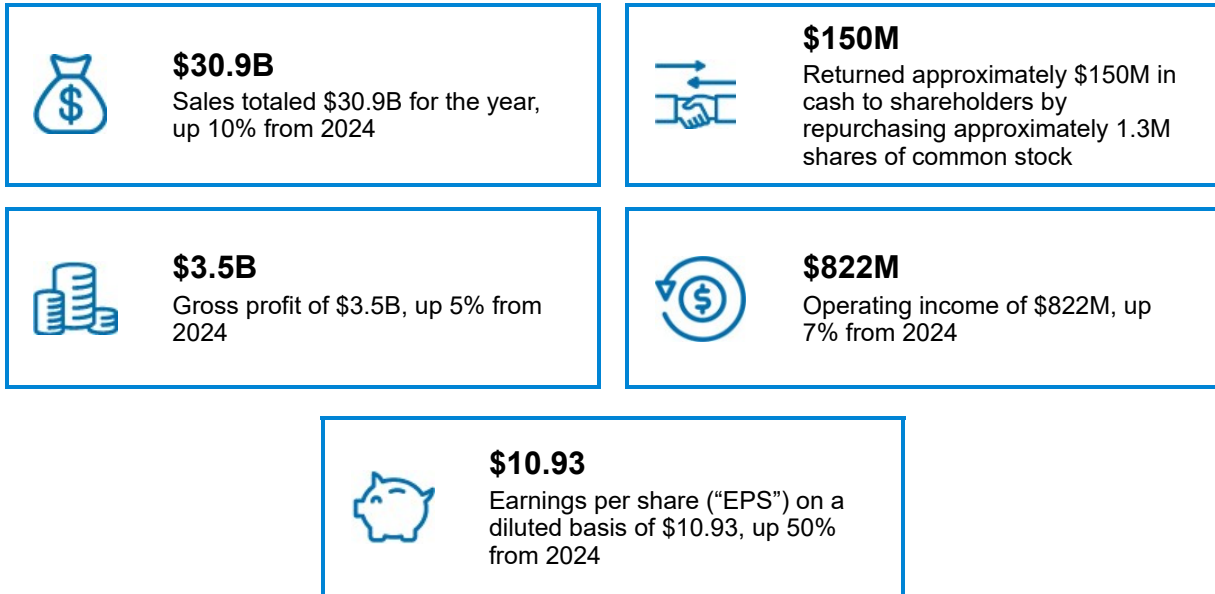 $30.9B
Sales totaled $30.9B for the year,
up 10% from 2024
$150M
Returned approximately $150M in
cash to shareholders by
repurchasing approximately 1.3M
shares of common stock
$3.5B
Gross profit of $3.5B, up 5% from
2024
$822M
Operating income of $822M, up
7% from 2024
$10.93
Earnings per share (“EPS”) on a
diluted basis of $10.93, up 50%
from 2024